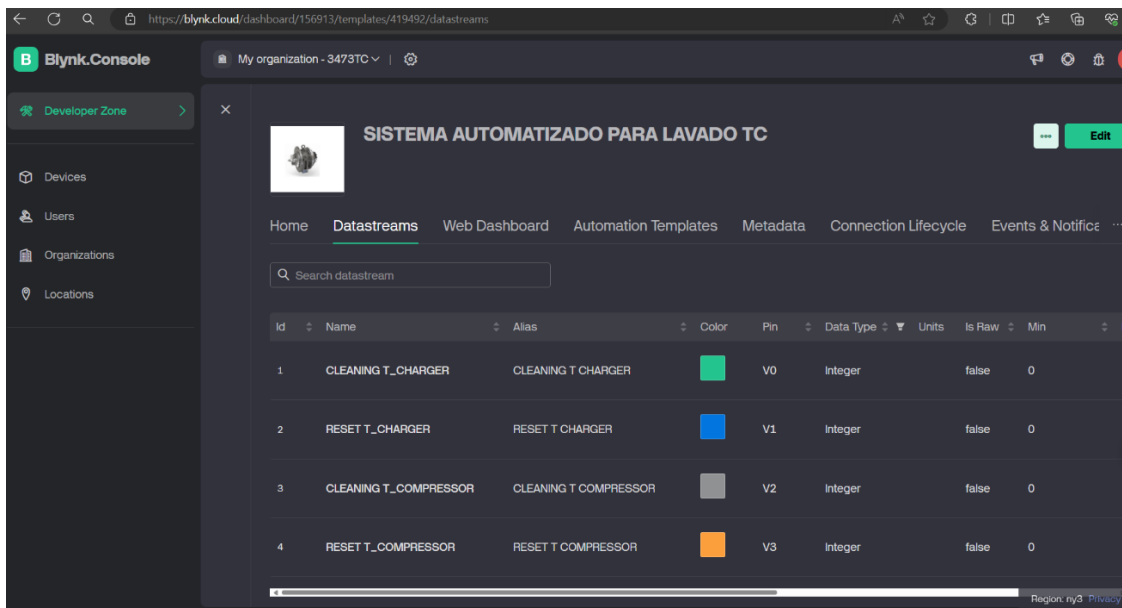 https://blynk.cloud/dashboard/156913/templates/419492/datastreams
B Blynk.Console
My organization - 3473TC
Developer Zone
Devices
Users
Organizations
Locations
SISTEMA AUTOMATIZADO PARA LAVADO TC
Edit
Home Datastreams Web Dashboard Automation Templates Metadata Connection Lifecycle Events & Notifica
Search datastream
Id Name Alias Color Pin Data Type Units Is Raw Min
1 CLEANING T_CHARGER CLEANING T CHARGER V0 Integer false 0
2 RESET T_CHARGER RESET T CHARGER V1 Integer false 0
3 CLEANING T_COMPRESSOR CLEANING T COMPRESSOR V2 Integer false 0
4 RESET T_COMPRESSOR RESET T COMPRESSOR V3 Integer false 0
Region: ny3 Privacy